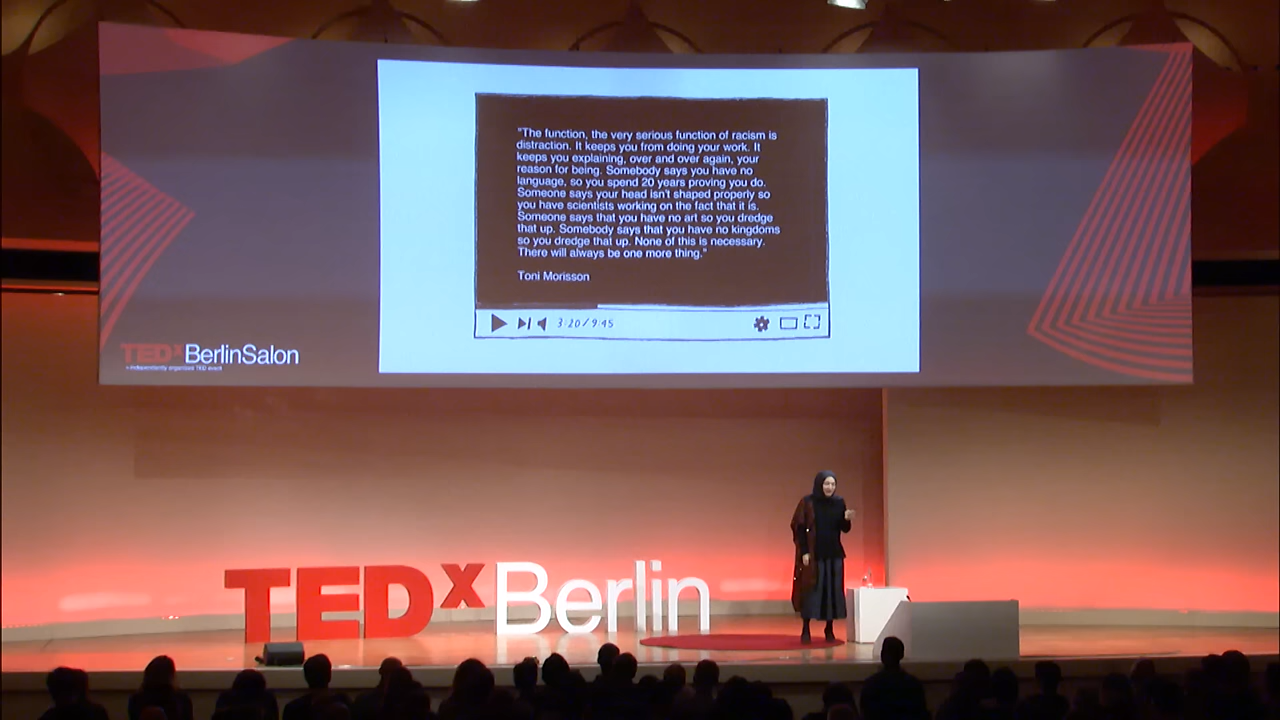 "The function, the very serious function of racism is
distraction. It keeps you from doing your work. It
keeps you explaining, over and over again, your
reason for being. Somebody says you have no
language, so you spend 20 years proving you do.
Someone says your head isn't shaped properly so
you have scientists working on the fact that it is.
Someone says that you have no art so you dredge
that up. Somebody says that you have no kingdoms
so you dredge that up. None of this is necessary.
There will always be one more thing."
Toni Morisson
3:20/9:45
TEDxBerlinSalon
independently organized TED event
TEDxBerlin